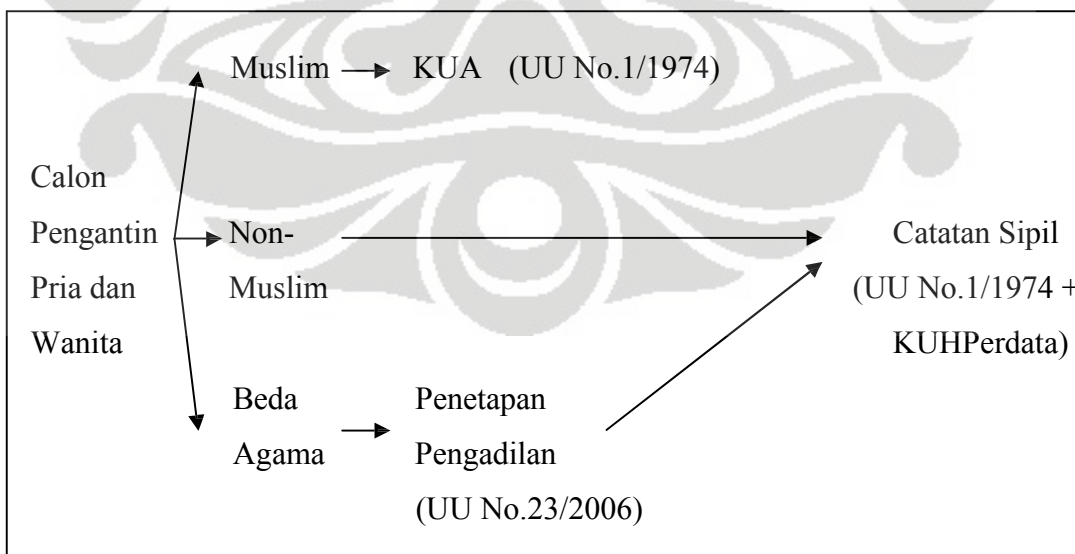 Muslim KUA (UU No.1/1974)
Calon
Pengantin Non- Catatan Sipil
Pria dan Muslim (UU No.1/1974 +
Wanita KUHPerdata)
Beda Penetapan
Agama Pengadilan
(UU No.23/2006)